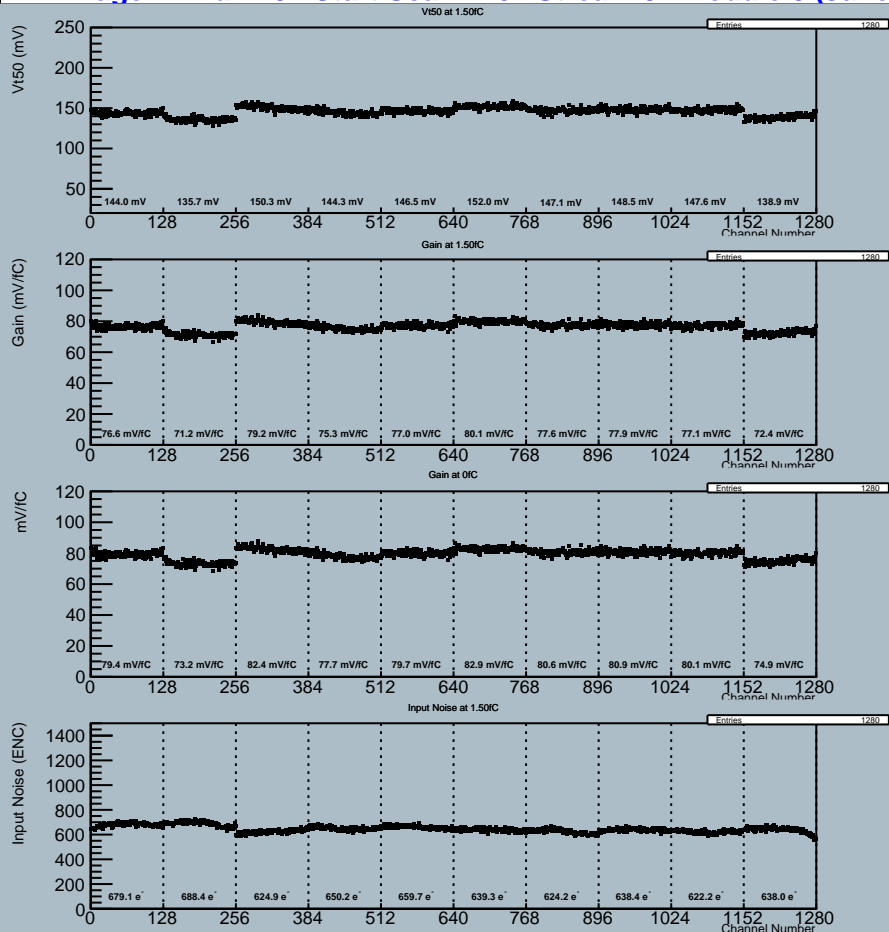 Vt50 at 1.50fC
Entries 1280
Vt50 (mV)
250
200
150
100
50
144.0 mV 135.7 mV 150.3 mV 144.3 mV 146.5 mV 152.0 mV 147.1 mV 148.5 mV 147.6 mV 138.9 mV
0 128 256 384 512 640 768 896 1024 1152 1280
Channel Number
Gain at 1.50fC
Entries 1280
Gain (mV/fC)
120
100
80
60
40
20
0
76.6 mV/fC 71.2 mV/fC 79.2 mV/fC 75.3 mV/fC 77.0 mV/fC 80.1 mV/fC 77.6 mV/fC 77.9 mV/fC 77.1 mV/fC 72.4 mV/fC
0 128 256 384 512 640 768 896 1024 1152 1280
Channel Number
Gain at 0fC
Entries 1280
mV/fC
120
100
80
60
40
20
0
79.4 mV/fC 73.2 mV/fC 82.4 mV/fC 77.7 mV/fC 79.7 mV/fC 82.9 mV/fC 80.6 mV/fC 80.9 mV/fC 80.1 mV/fC 74.9 mV/fC
0 128 256 384 512 640 768 896 1024 1152 1280
Channel Number
Input Noise at 1.50fC
Entries 1280
Input Noise (ENC)
1400
1200
1000
800
600
400
200
0
679.1 e⁻ 688.4 e⁻ 624.9 e⁻ 650.2 e⁻ 659.7 e⁻ 639.3 e⁻ 624.2 e⁻ 638.4 e⁻ 622.2 e⁻ 638.0 e⁻
0 128 256 384 512 640 768 896 1024 1152 1280
Channel Number